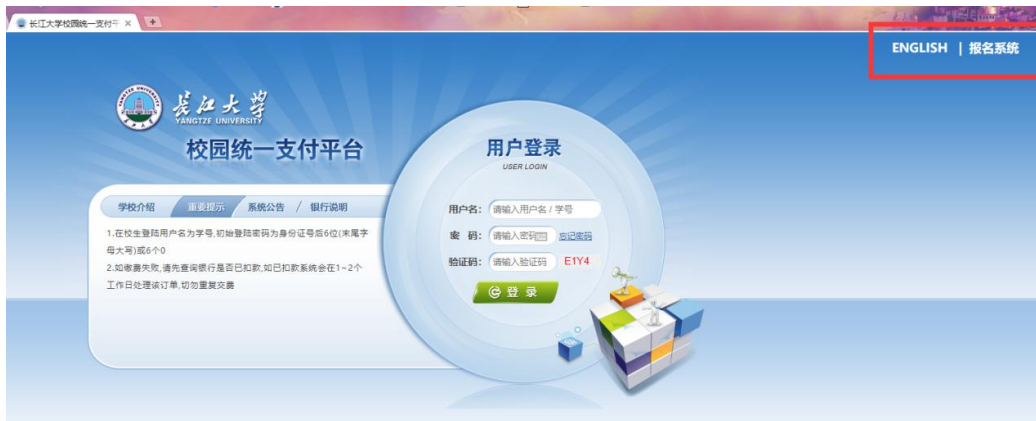 长江大学校园统一支付平
ENGLISH | 报名系统
长江大学
YANGTZE UNIVERSITY
校园统一支付平台
用户登录
USER LOGIN
学校介绍 重要提示 系统公告 / 银行说明
1.在校生登陆用户名为学号,初始登陆密码为身份证号后6位(末尾字
母大写)或6个0
2.如缴费失败,请先查询银行是否已扣款,如已扣款系统会在1~2个
工作日处理该订单,切勿重复交费
用户名: 请输入用户名 / 学号
密 码: 请输入密码 忘记密码
验证码: 请输入验证码 E1Y4
登 录